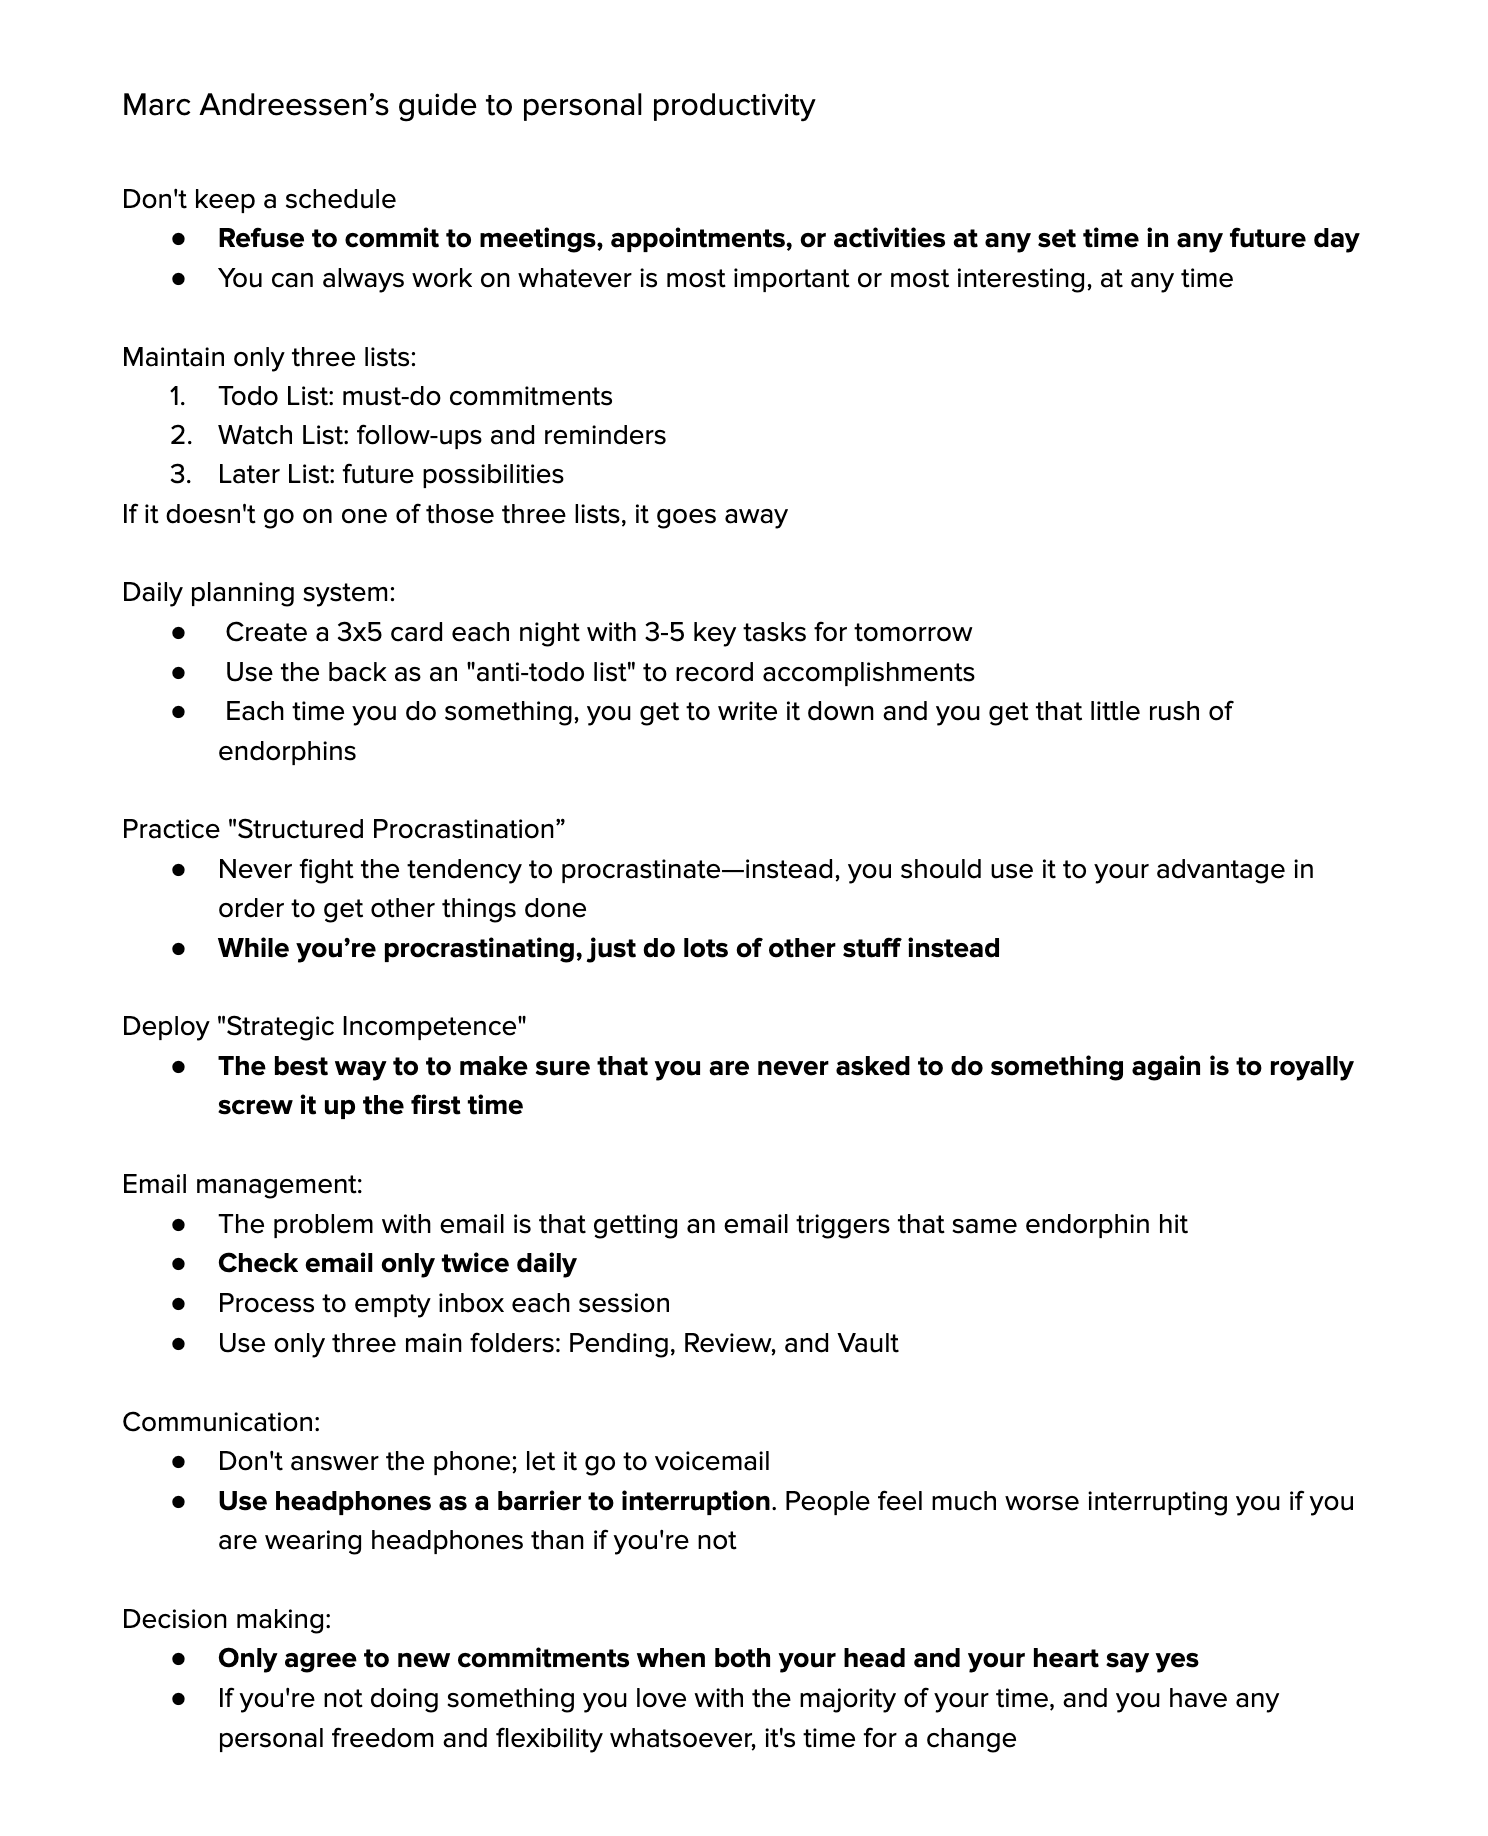 Marc Andreessen’s guide to personal productivity
Don't keep a schedule
● Refuse to commit to meetings, appointments, or activities at any set time in any future day
● You can always work on whatever is most important or most interesting, at any time
Maintain only three lists:
1. Todo List: must-do commitments
2. Watch List: follow-ups and reminders
3. Later List: future possibilities
If it doesn't go on one of those three lists, it goes away
Daily planning system:
● Create a 3x5 card each night with 3-5 key tasks for tomorrow
● Use the back as an "anti-todo list" to record accomplishments
● Each time you do something, you get to write it down and you get that little rush of
endorphins
Practice "Structured Procrastination”
● Never fight the tendency to procrastinate—instead, you should use it to your advantage in
order to get other things done
● While you’re procrastinating, just do lots of other stuff instead
Deploy "Strategic Incompetence"
● The best way to to make sure that you are never asked to do something again is to royally
screw it up the first time
Email management:
● The problem with email is that getting an email triggers that same endorphin hit
● Check email only twice daily
● Process to empty inbox each session
● Use only three main folders: Pending, Review, and Vault
Communication:
● Don't answer the phone; let it go to voicemail
● Use headphones as a barrier to interruption. People feel much worse interrupting you if you
are wearing headphones than if you're not
Decision making:
● Only agree to new commitments when both your head and your heart say yes
● If you're not doing something you love with the majority of your time, and you have any
personal freedom and flexibility whatsoever, it's time for a change